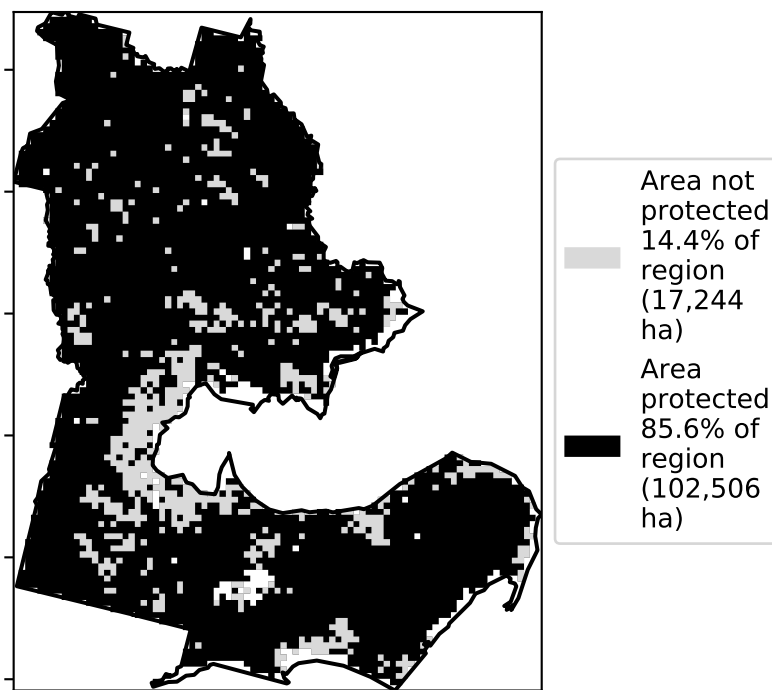 Area not
protected
14.4% of
region
(17,244
ha)
Area
protected
85.6% of
region
(102,506
ha)